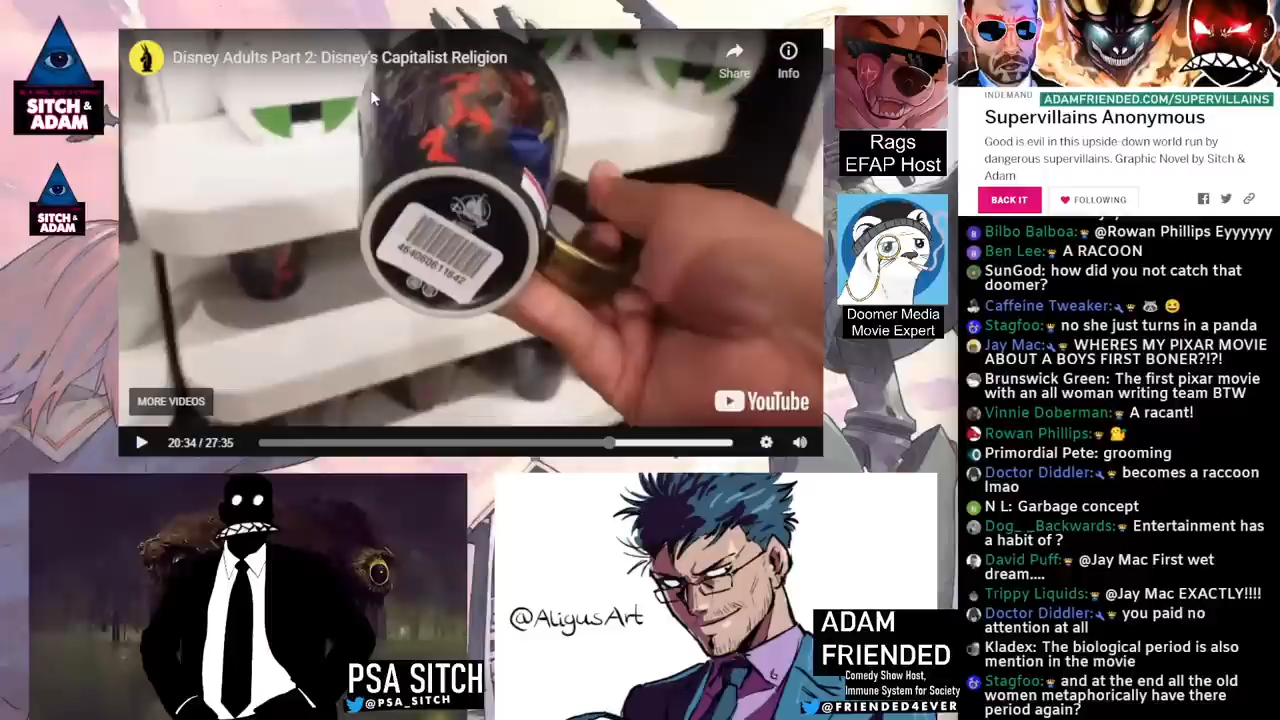 SITCH &
ADAM
SITCH &
ADAM
Disney Adults Part 2: Disney's Capitalist Religion
Share
Info
MORE VIDEOS
YouTube
20:34 / 27:35
Rags
EFAP Host
Doomer Media
Movie Expert
INDEMAND
ADAMFRIENDED.COM/SUPERVILLAINS
Supervillains Anonymous
Good is evil in this upside-down world run by
dangerous supervillains. Graphic Novel by Sitch &
Adam
BACK IT
FOLLOWING
Bilbo Balboa: @Rowan Phillips Eyyyyyy
Ben Lee: A RACOON
SunGod: how did you not catch that
doomer?
Caffeine Tweaker: 🦝 😆
Stagfoo: no she just turns in a panda
Jay Mac: WHERES MY PIXAR MOVIE
ABOUT A BOYS FIRST BONER?!?!
Brunswick Green: The first pixar movie
with an all woman writing team BTW
Vinnie Doberman: A racant!
Rowan Phillips:
Primordial Pete: grooming
Doctor Diddler: becomes a raccoon
lmao
N L: Garbage concept
Dog_ _Backwards: Entertainment has
a habit of ?
David Puff: @Jay Mac First wet
dream....
Trippy Liquids: @Jay Mac EXACTLY!!!!
Doctor Diddler: you paid no
attention at all
Kladex: The biological period is also
mention in the movie
Stagfoo: and at the end all the old
women metaphorically have there
period again?
PSA SITCH
@PSA_SITCH
@AligusArt
ADAM
FRIENDED
Comedy Show Host,
Immune System for Society
@FRIENDED4EVER